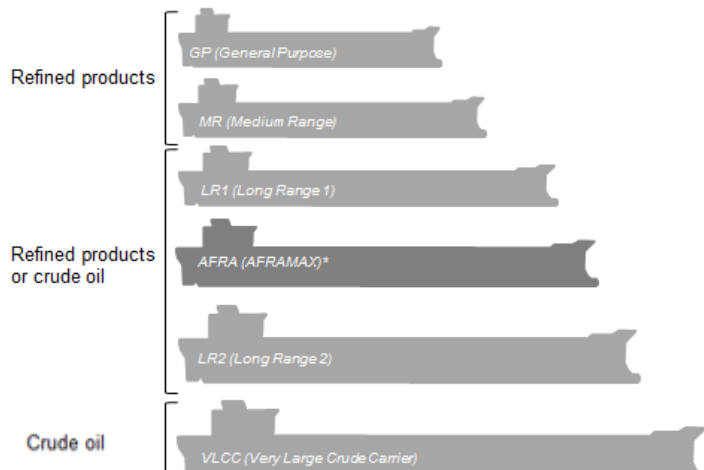 GP (General Purpose)
Refined products
MR (Medium Range)
LR1 (Long Range 1)
Refined products
or crude oil
AFRA (AFRAMAX)*
LR2 (Long Range 2)
Crude oil
VLCC (Very Large Crude Carrier)